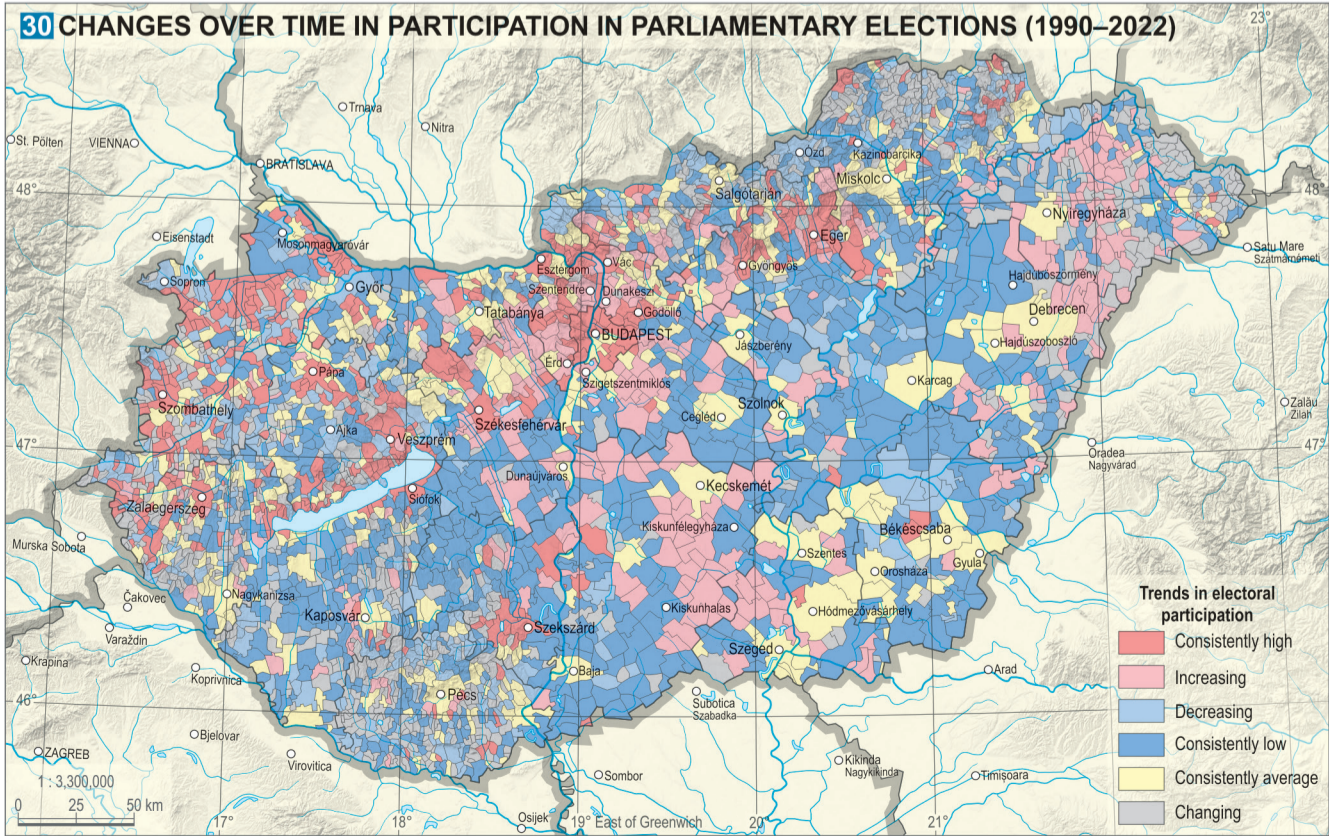 30 CHANGES OVER TIME IN PARTICIPATION IN PARLIAMENTARY ELECTIONS (1990–2022)
23°
Trnava
Nitra
St. Pölten
VIENNA
BRATISLAVA
Ózd
Kazincbarcika
Miskolc
48°
Salgótarján
48°
Nyíregyháza
Eisenstadt
Mosonmagyaróvár
Eger
Satu Mare
Szatmárnémeti
Sopron
Győr
Esztergom
Vác
Gyöngyös
Hajdúböszörmény
Szentendre
Dunakeszi
Tatabánya
Gödöllő
Debrecen
BUDAPEST
Jászberény
Hajdúszoboszló
Pápa
Érd
Szigetszentmiklós
Karcag
Szombathely
Székesfehérvár
Cegléd
Szolnok
Zalău
Zilah
Ajka
Veszprém
47°
47°
Oradea
Nagyvárad
Dunaújváros
Kecskemét
Zalaegerszeg
Siófok
Kiskunfélegyháza
Békéscsaba
Murska Sobota
Szentes
Gyula
Orosháza
Čakovec
Nagykanizsa
Kaposvár
Kiskunhalas
Hódmezővásárhely
Varaždin
Szekszárd
Szeged
Krapina
Koprivnica
Baja
Arad
46°
Pécs
Subotica
Szabadka
46°
Bjelovar
ZAGREB
Virovitica
Sombor
Kikinda
Nagykikinda
Timișoara
Osijek
1 : 3,300,000
0 25 50 km
17° 18° 19° East of Greenwich 20° 21°
Trends in electoral
participation
Consistently high
Increasing
Decreasing
Consistently low
Consistently average
Changing